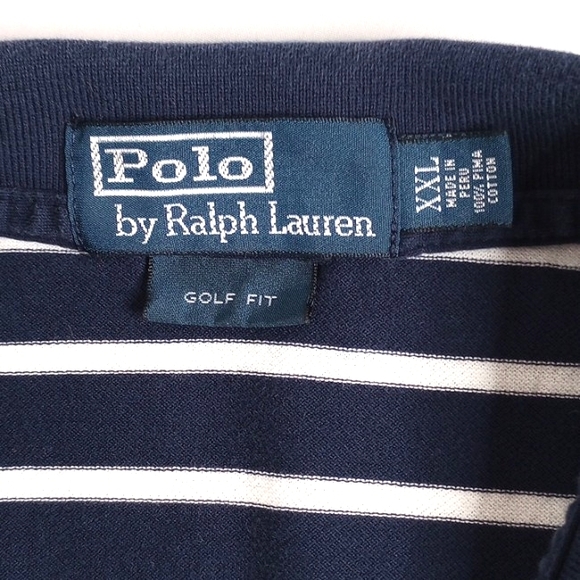 Polo
by Ralph Lauren
XXL
MADE IN
PERU
100% PIMA
COTTON
GOLF FIT